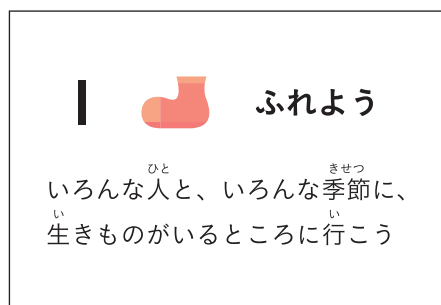 1 ふれよう
いろんな人と、いろんな季節に、
生きものがいるところに行こう